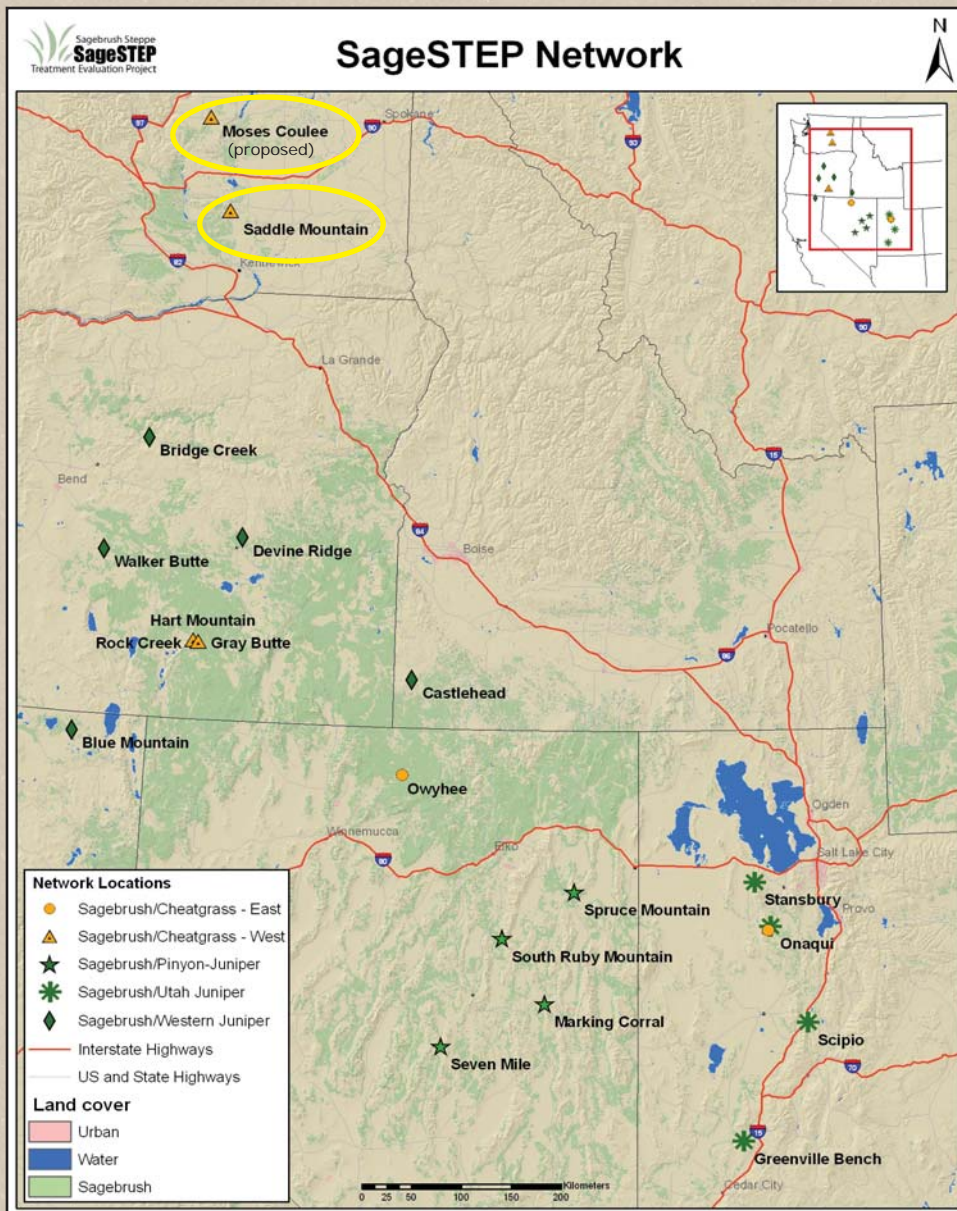 Sagebrush Steppe
SageSTEP
Treatment Evaluation Project
SageSTEP Network
N
97
Moses Coulee
(proposed)
90
Spokane
93
Saddle Mountain
82
Kennewick
90
La Grande
15
Bridge Creek
Bend
84
Boise
Devine Ridge
Walker Butte
Hart Mountain
Rock Creek
Gray Butte
Pocatello
86
Castlehead
Blue Mountain
Owyhee
Ogden
Winnemucca
80
Elko
Salt Lake City
Stansbury
Spruce Mountain
Provo
Onaqui
South Ruby Mountain
Marking Corral
Scipio
Seven Mile
70
15
Greenville Bench
Cedar City
Network Locations
Sagebrush/Cheatgrass - East
Sagebrush/Cheatgrass - West
Sagebrush/Pinyon-Juniper
Sagebrush/Utah Juniper
Sagebrush/Western Juniper
Interstate Highways
US and State Highways
Land cover
Urban
Water
Sagebrush
Kilometers
0 25 50 100 150 200